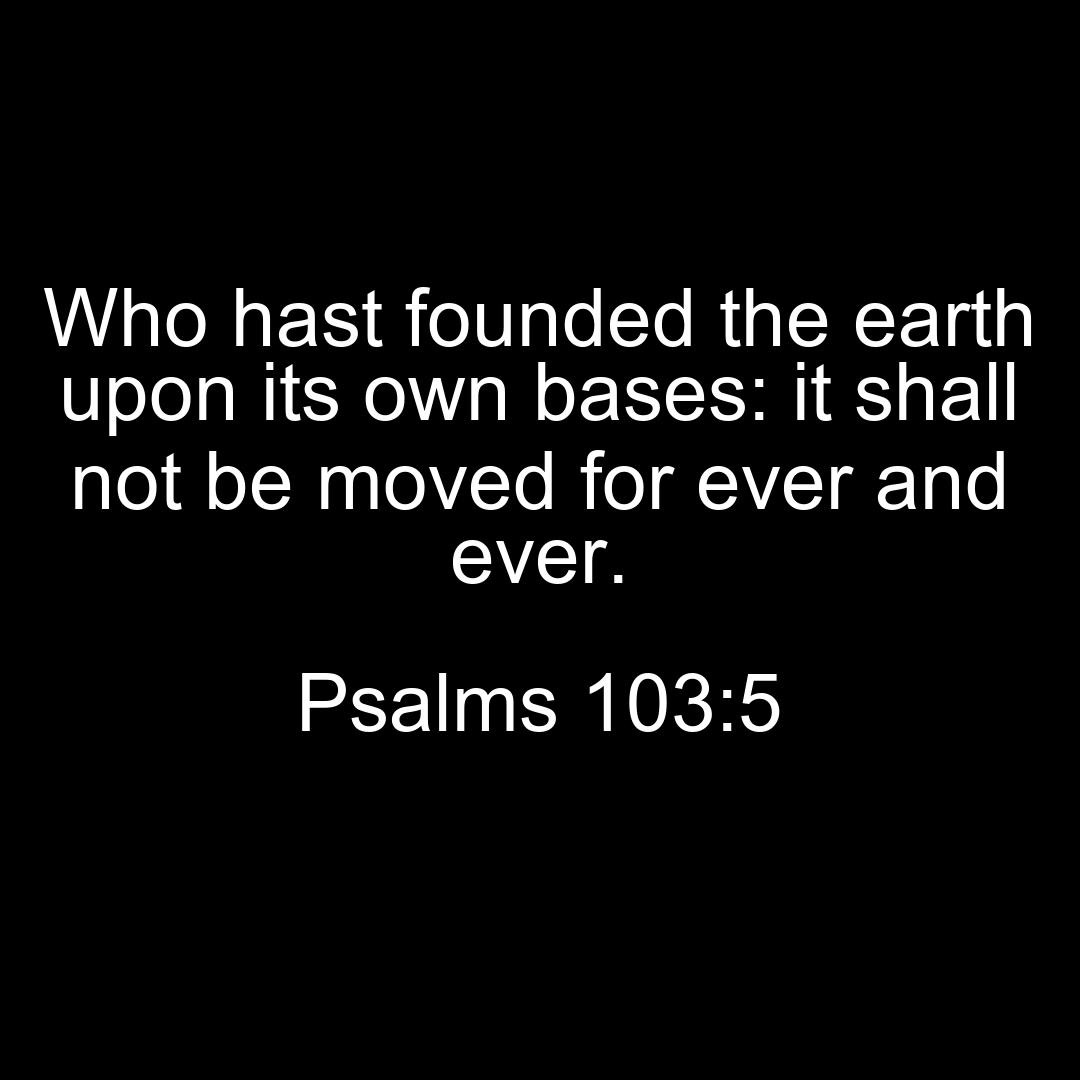 Who hast founded the earth
upon its own bases: it shall
not be moved for ever and
ever.
Psalms 103:5